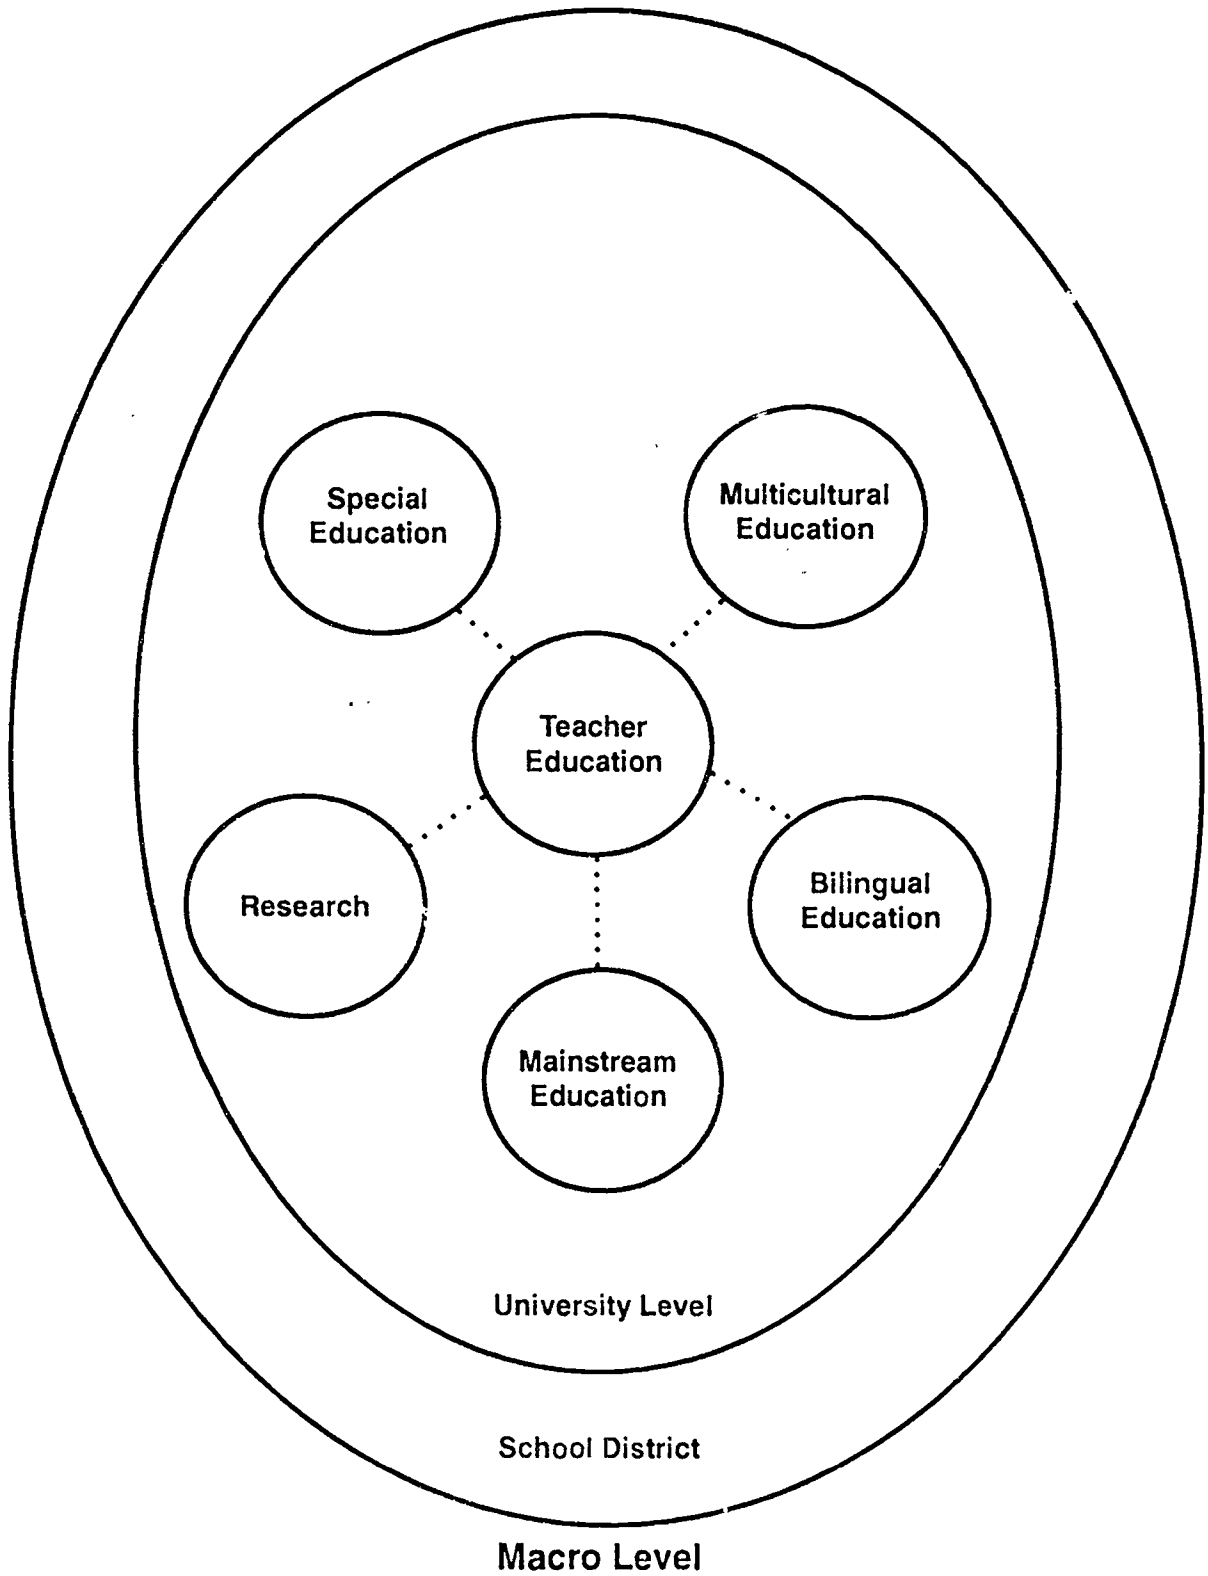 Special
Education
Multicultural
Education
Teacher
Education
Research
Bilingual
Education
Mainstream
Education
University Level
School District
Macro Level